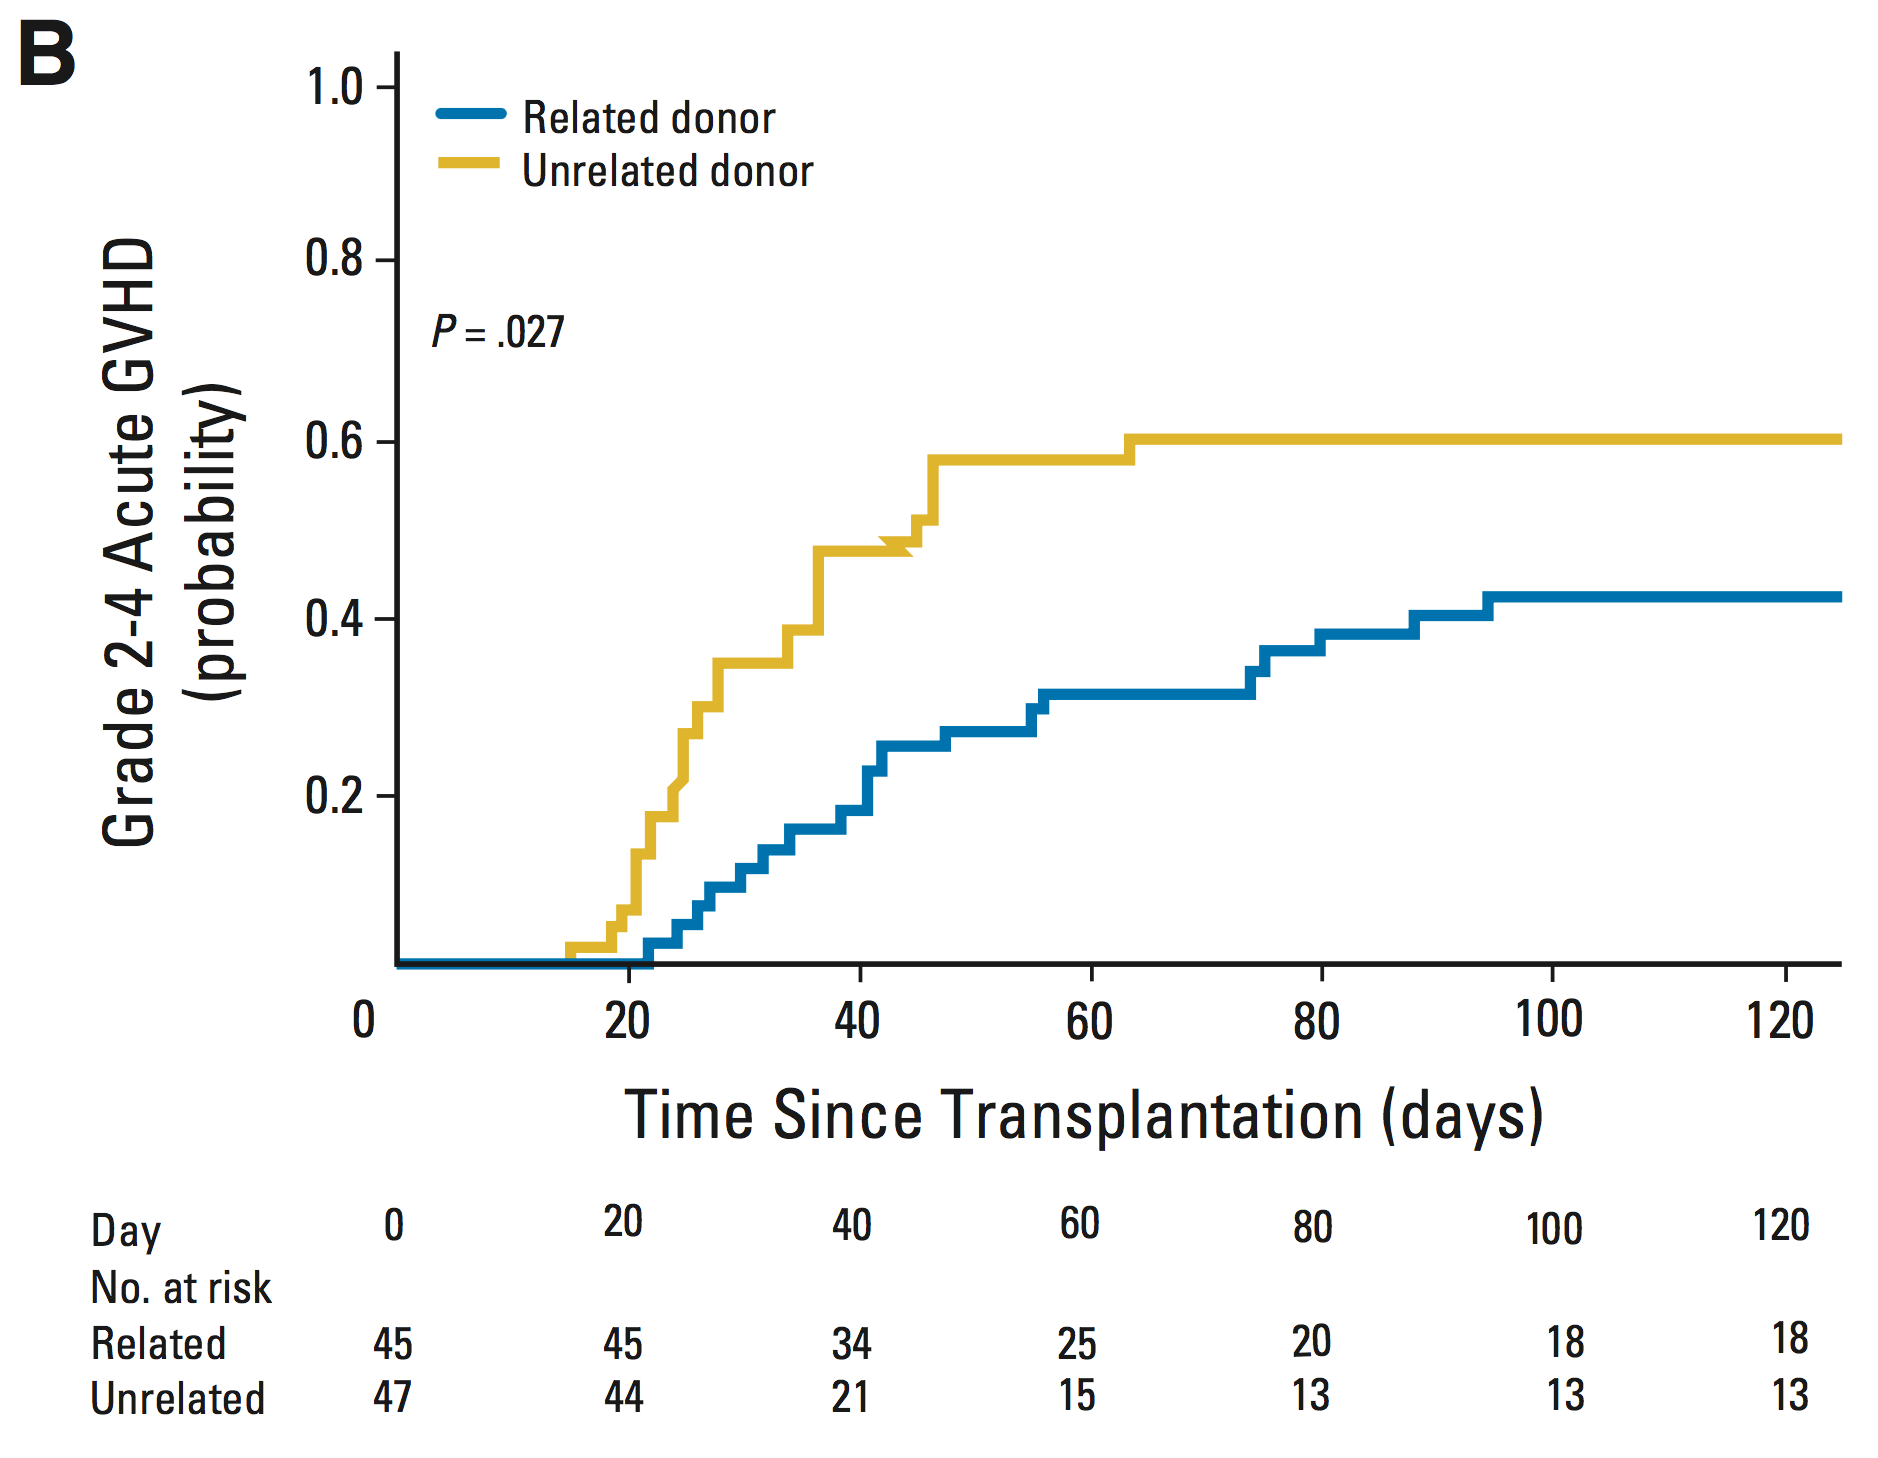 B
1.0
0.8
0.6
0.4
0.2
Related donor
Unrelated donor
P = .027
Grade 2-4 Acute GVHD
(probability)
0 20 40 60 80 100 120
Time Since Transplantation (days)
Day 0 20 40 60 80 100 120
No. at risk
Related 45 45 34 25 20 18 18
Unrelated 47 44 21 15 13 13 13